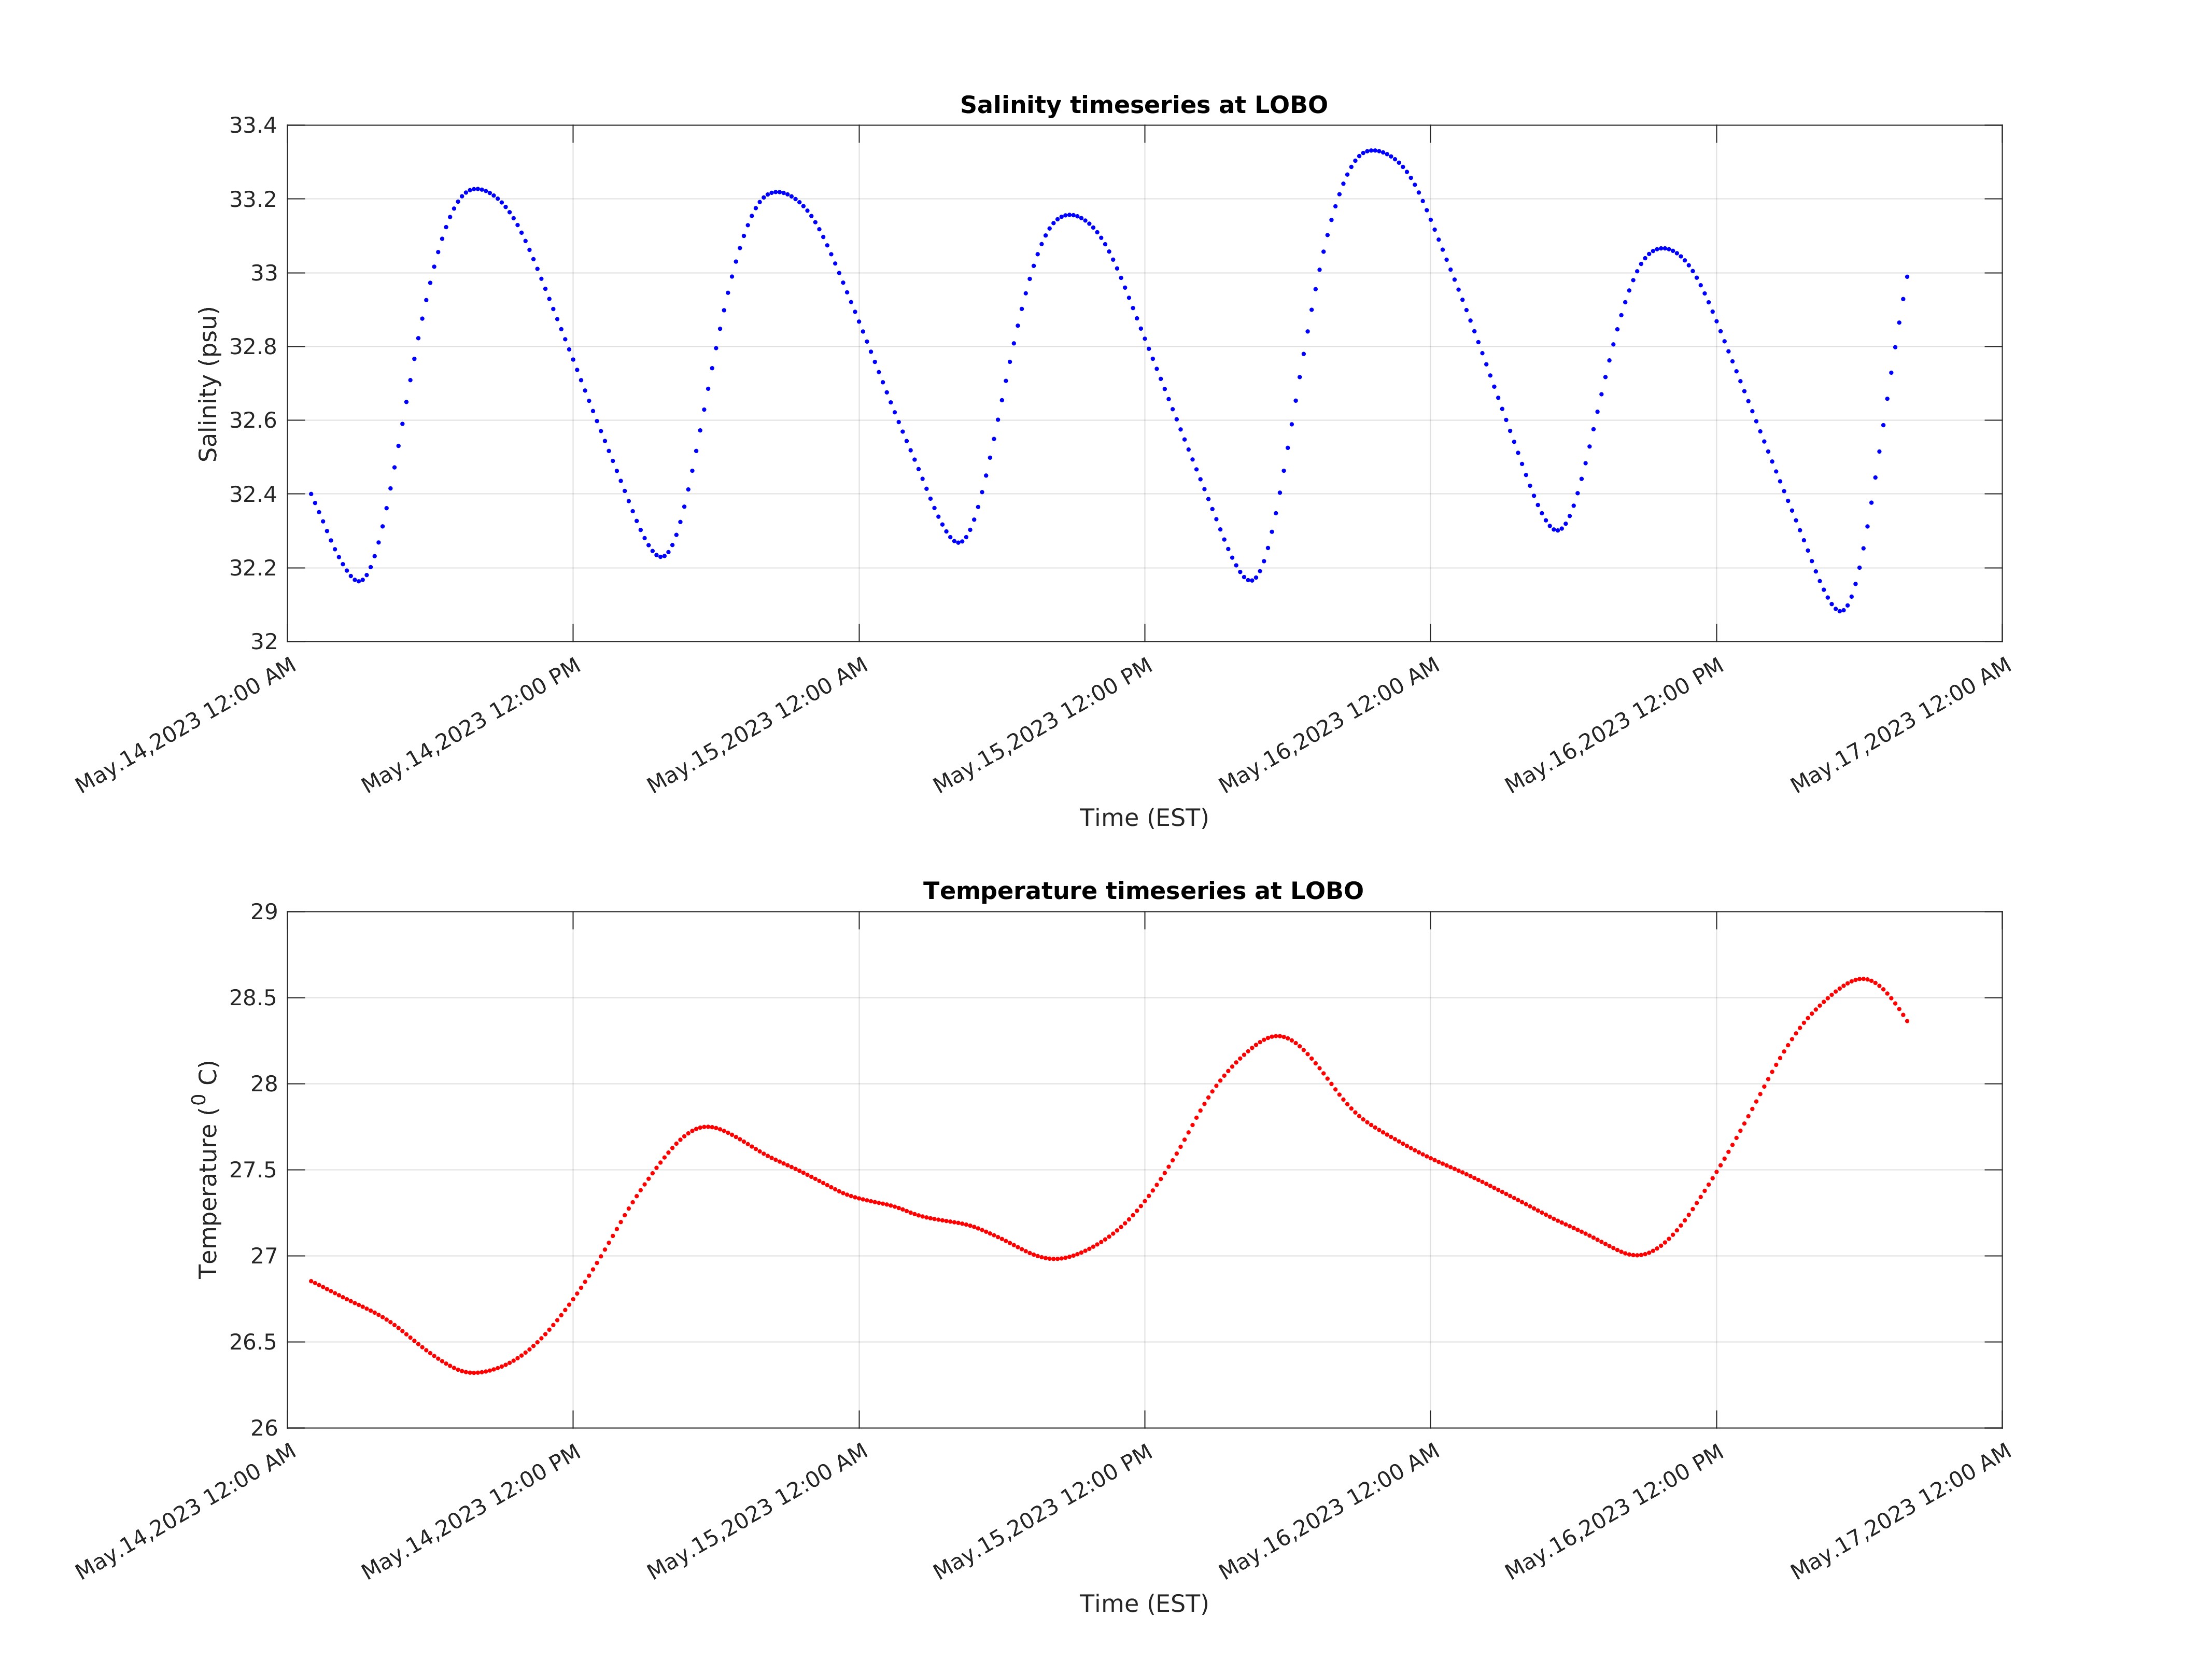 Salinity timeseries at LOBO
Salinity (psu)
33.4
33.2
33
32.8
32.6
32.4
32.2
32
May.14,2023 12:00 AM
May.14,2023 12:00 PM
May.15,2023 12:00 AM
May.15,2023 12:00 PM
May.16,2023 12:00 AM
May.16,2023 12:00 PM
May.17,2023 12:00 AM
Time (EST)
Temperature timeseries at LOBO
Temperature (⁰ C)
29
28.5
28
27.5
27
26.5
26
May.14,2023 12:00 AM
May.14,2023 12:00 PM
May.15,2023 12:00 AM
May.15,2023 12:00 PM
May.16,2023 12:00 AM
May.16,2023 12:00 PM
May.17,2023 12:00 AM
Time (EST)